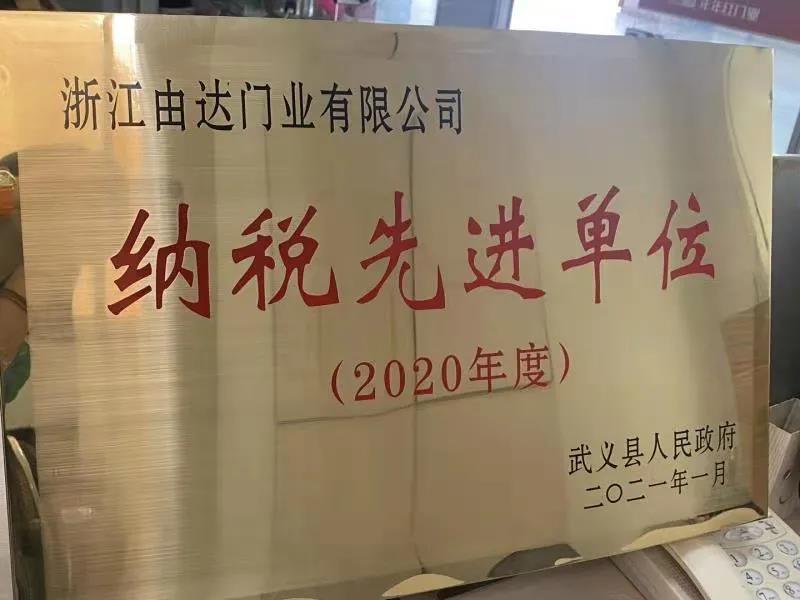 浙江由达门业有限公司
纳税先进单位
(2020年度)
武义县人民政府
二〇二一年一月